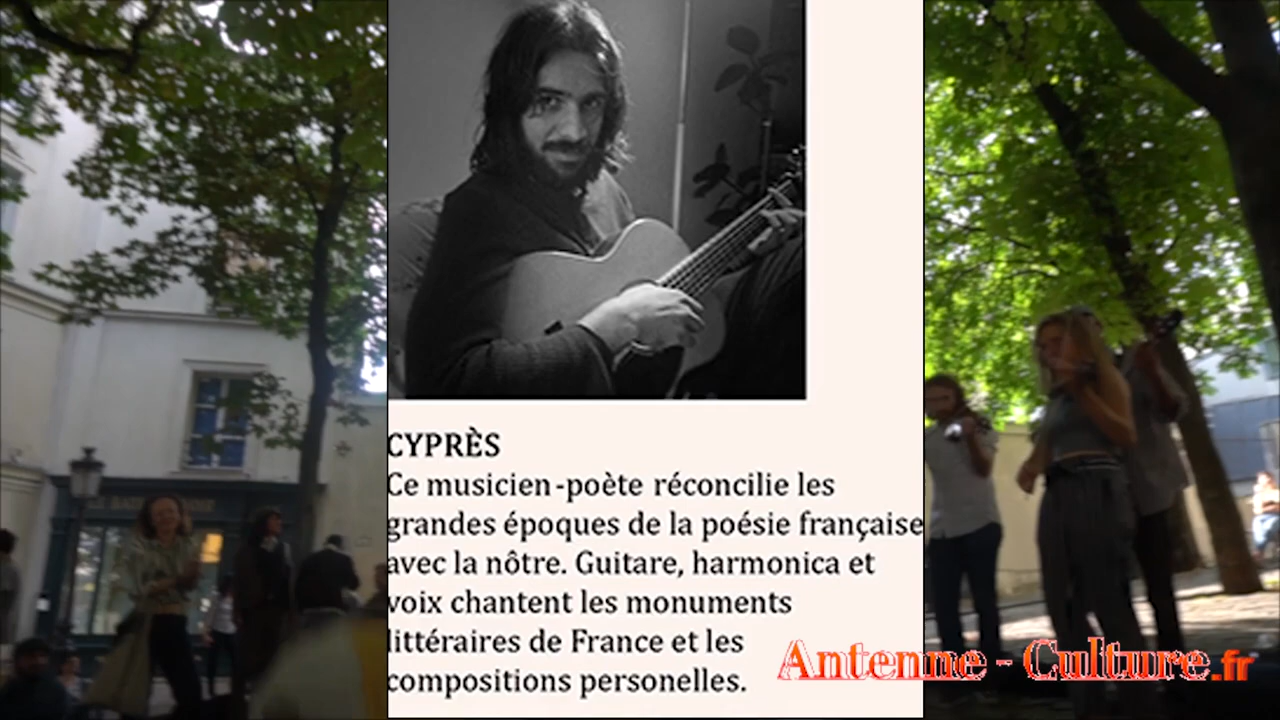 CYPRÈS
Ce musicien-poète réconcilie les
grandes époques de la poésie française
avec la nôtre. Guitare, harmonica et
voix chantent les monuments
littéraires de France et les
compositions personelles.
Antenne - Culture.fr